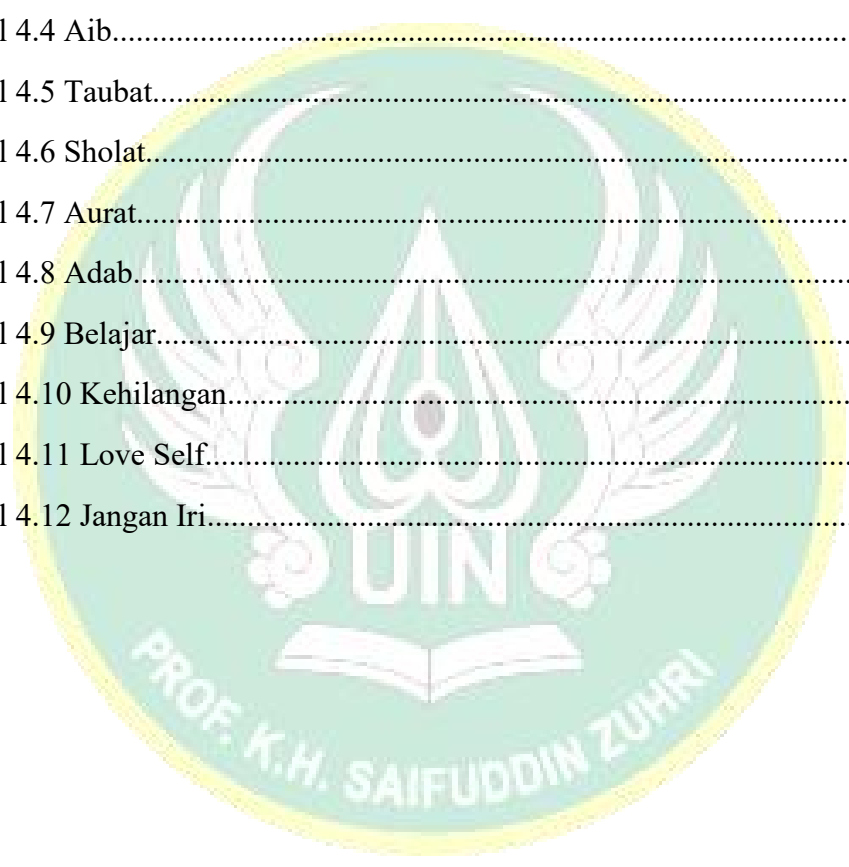 l 4.4 Aib....................................................................................................
l 4.5 Taubat..............................................................................................
l 4.6 Sholat...............................................................................................
l 4.7 Aurat.................................................................................................
l 4.8 Adab.................................................................................................
l 4.9 Belajar..............................................................................................
l 4.10 Kehilangan.....................................................................................
l 4.11 Love Self........................................................................................
l 4.12 Jangan Iri.......................................................................................
UIN
PROF. K.H. SAIFUDDIN ZUHRI